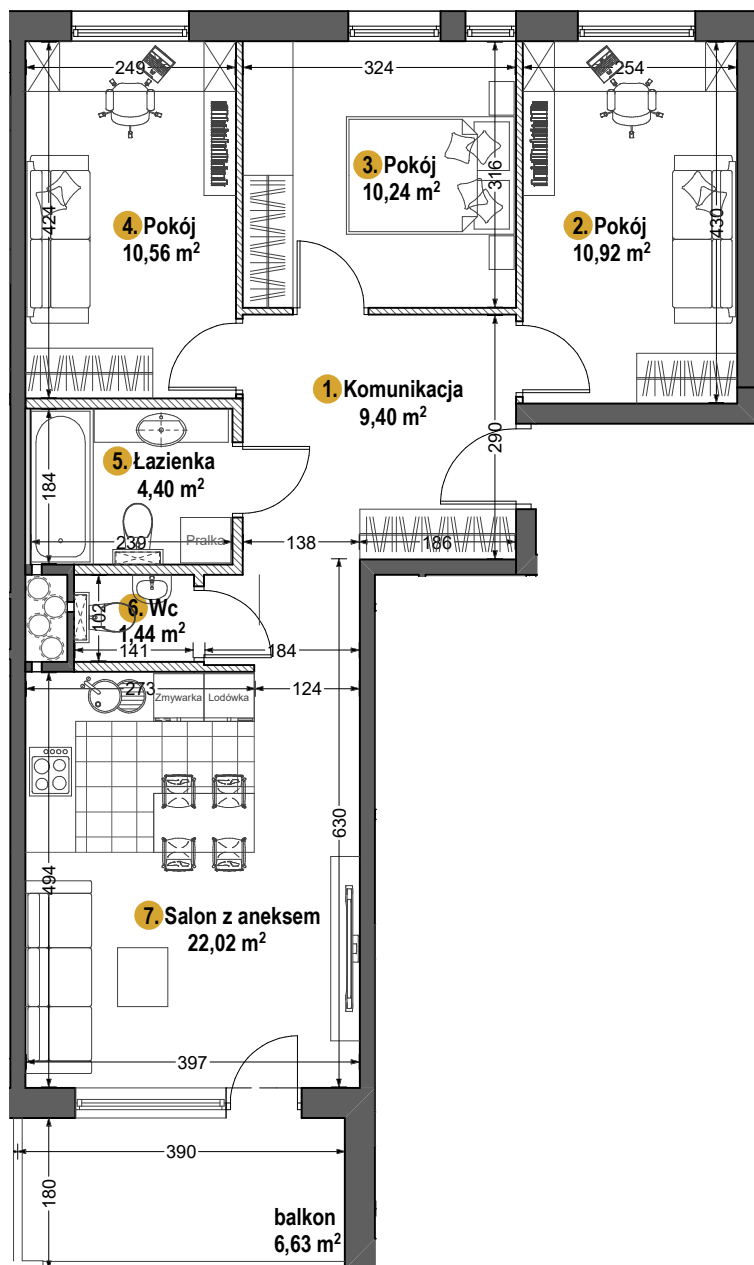 249
324
254
3. Pokój
10,24 m²
316
4. Pokój
10,56 m²
424
2. Pokój
10,92 m²
430
1. Komunikacja
9,40 m²
290
5. Łazienka
4,40 m²
184
239
Pralka
138
186
6. Wc
1,44 m²
102
141
184
273
124
Zmywarka
Lodówka
630
494
7. Salon z aneksem
22,02 m²
397
390
180
balkon
6,63 m²